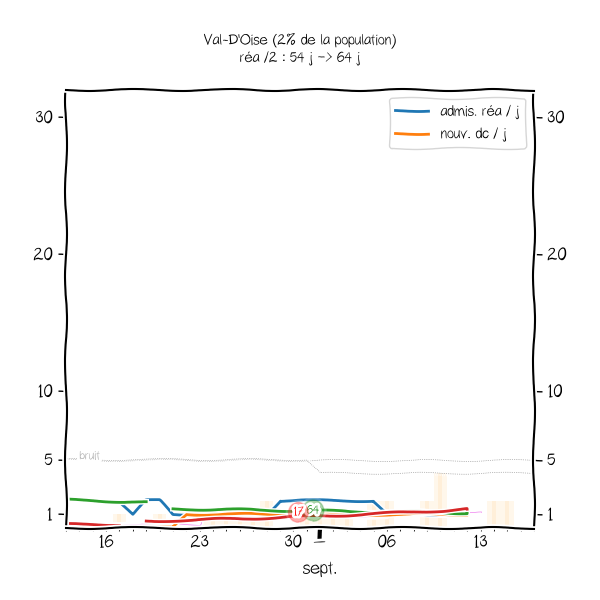 Val-D'Oise (2% de la population)
réa /2 : 54 j -> 64 j
admis. réa / j
nouv. dc / j
30
30
20
20
10
10
5
5
bruit
1
1
17
64
16
23
30
06
13
sept.